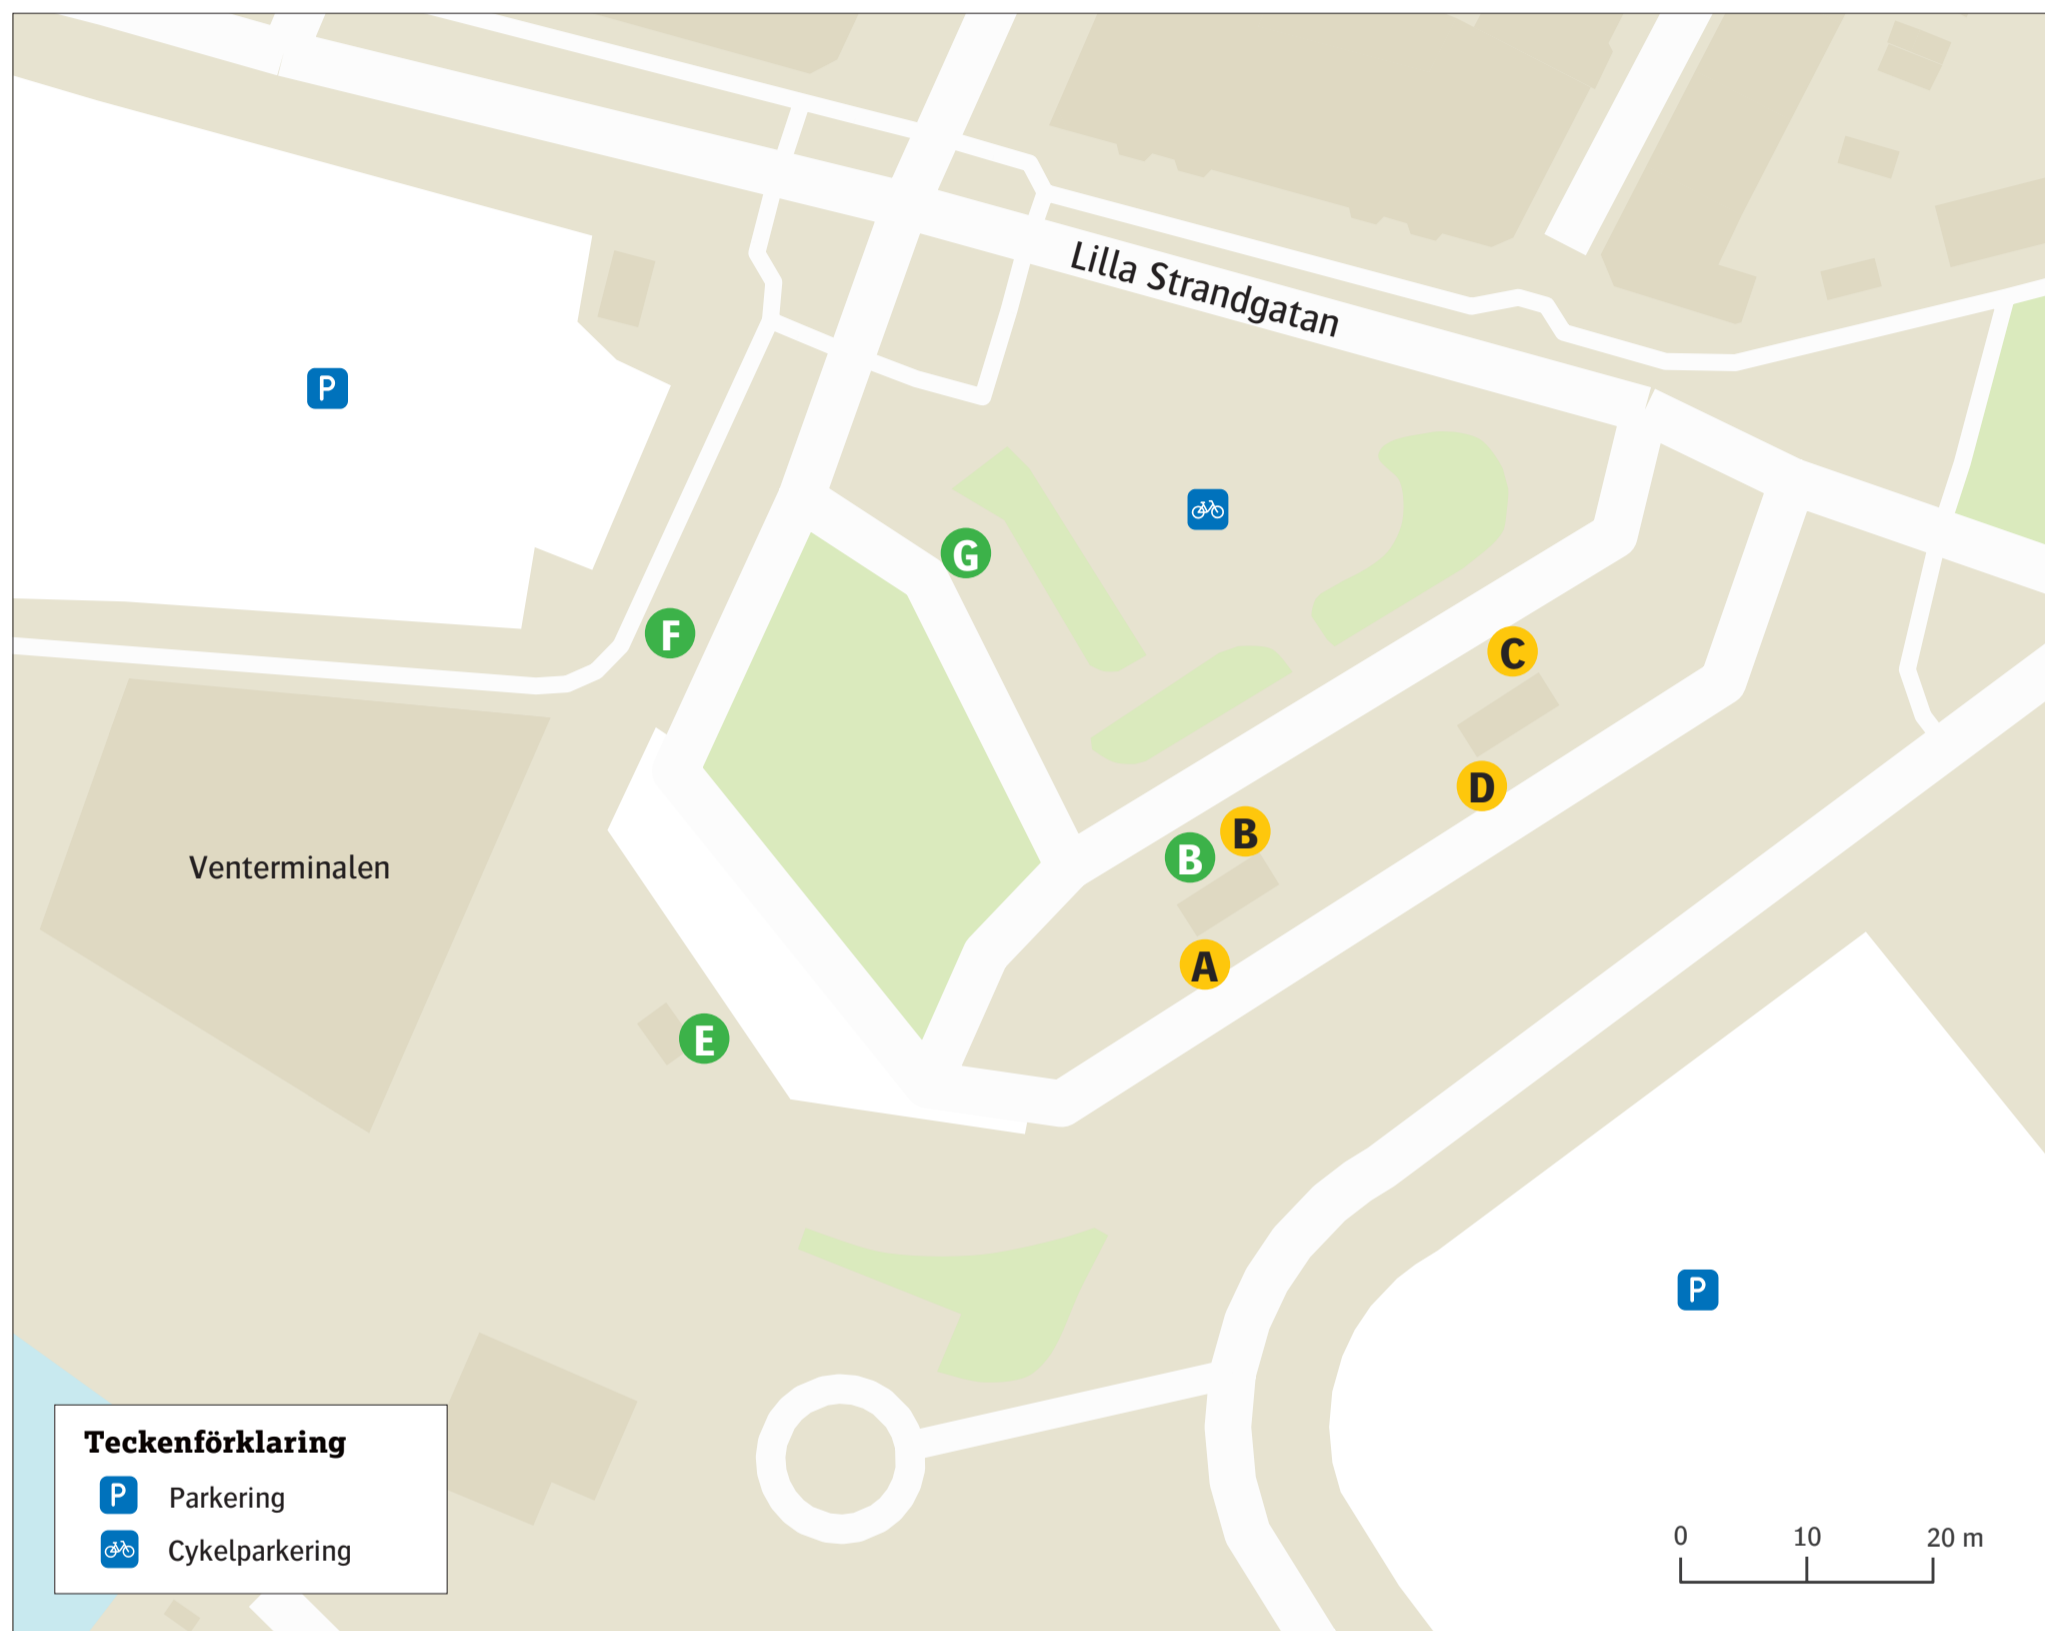 Lilla Strandgatan
P
G
F
C
D
B
B
Venterminalen
A
E
P
Teckenförklaring
P Parkering
Cykelparkering
0 10 20 m